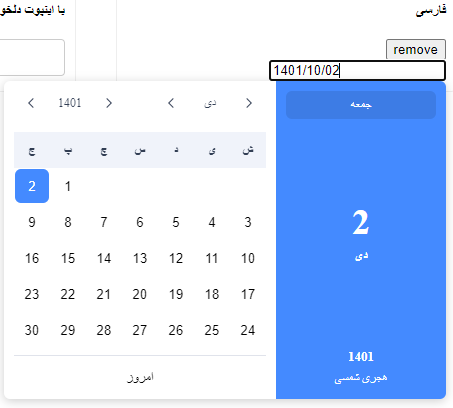 فارسی
با اینپوت دلخو
remove
1401/10/02
جمعه
2
دی
1401
هجری شمسی
دی 1401
ش ی د س چ پ ج
1 2
3 4 5 6 7 8 9
10 11 12 13 14 15 16
17 18 19 20 21 22 23
24 25 26 27 28 29 30
امروز